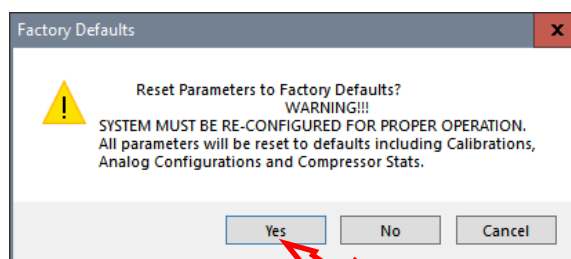 Factory Defaults
x
Reset Parameters to Factory Defaults?
WARNING!!!
SYSTEM MUST BE RE-CONFIGURED FOR PROPER OPERATION.
All parameters will be reset to defaults including Calibrations,
Analog Configurations and Compressor Stats.
Yes No Cancel